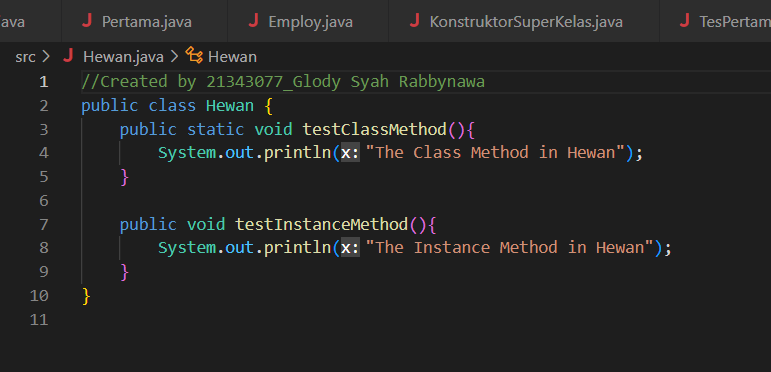 ava J Pertama.java J Employ.java J KonstruktorSuperKelas.java J TesPertam
src > J Hewan.java > Hewan
1 //Created by 21343077_Glody Syah Rabbynawa
2 public class Hewan {
3 public static void testClassMethod(){
4 System.out.println(x: "The Class Method in Hewan");
5 }
6
7 public void testInstanceMethod(){
8 System.out.println(x: "The Instance Method in Hewan");
9 }
10 }
11